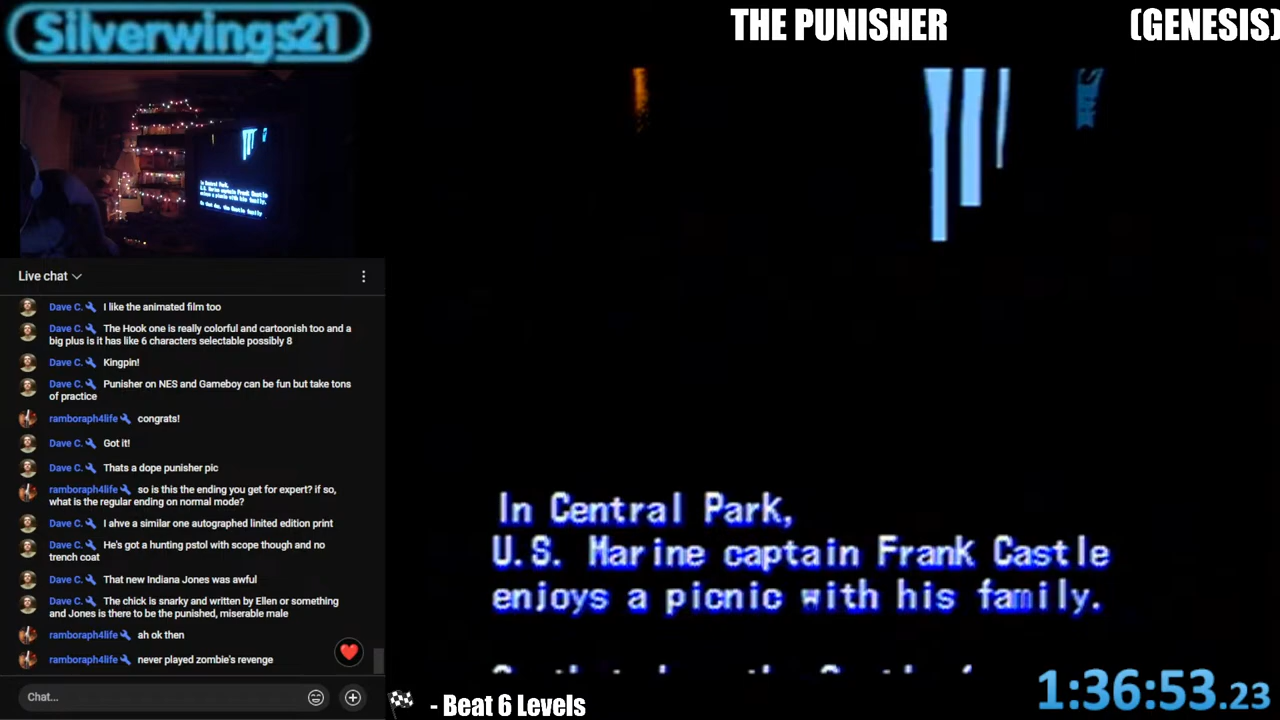 Silverwings21
THE PUNISHER
(GENESIS)
Live chat
Dave C. I like the animated film too
Dave C. The Hook one is really colorful and cartoonish too and a
big plus is it has like 6 characters selectable possibly 8
Dave C. Kingpin!
Dave C. Punisher on NES and Gameboy can be fun but take tons
of practice
ramboraph4life congrats!
Dave C. Got it!
Dave C. Thats a dope punisher pic
ramboraph4life so is this the ending you get for expert? if so,
what is the regular ending on normal mode?
Dave C. I ahve a similar one autographed linited edition print
Dave C. He's got a hunting pstol with scope though and no
trench coat
Dave C. That new Indiana Jones was awful
Dave C. The chick is snarky and written by Ellen or something
and Jones is there to be the punished, miserable male
ramboraph4life ah ok then
ramboraph4life never played zombie's revenge
Chat...
In Central Park,
U.S. Marine captain Frank Castle
enjoys a picnic with his family.
- Beat 6 Levels
1:36:53.23